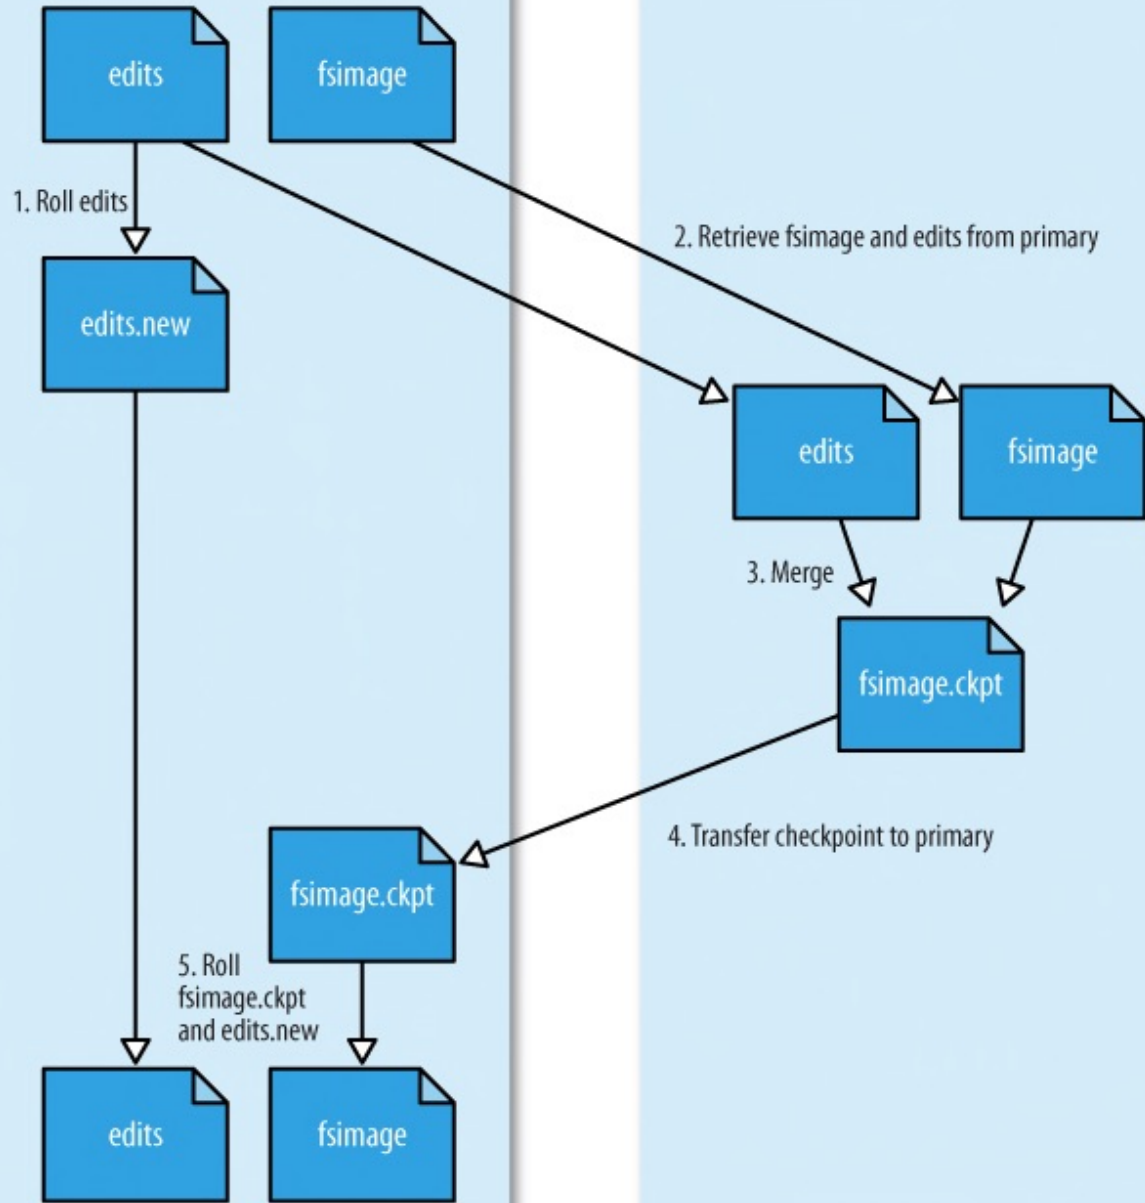 edits
fsimage
1. Roll edits
2. Retrieve fsimage and edits from primary
edits.new
edits
fsimage
3. Merge
fsimage.ckpt
4. Transfer checkpoint to primary
fsimage.ckpt
5. Roll
fsimage.ckpt
and edits.new
edits
fsimage